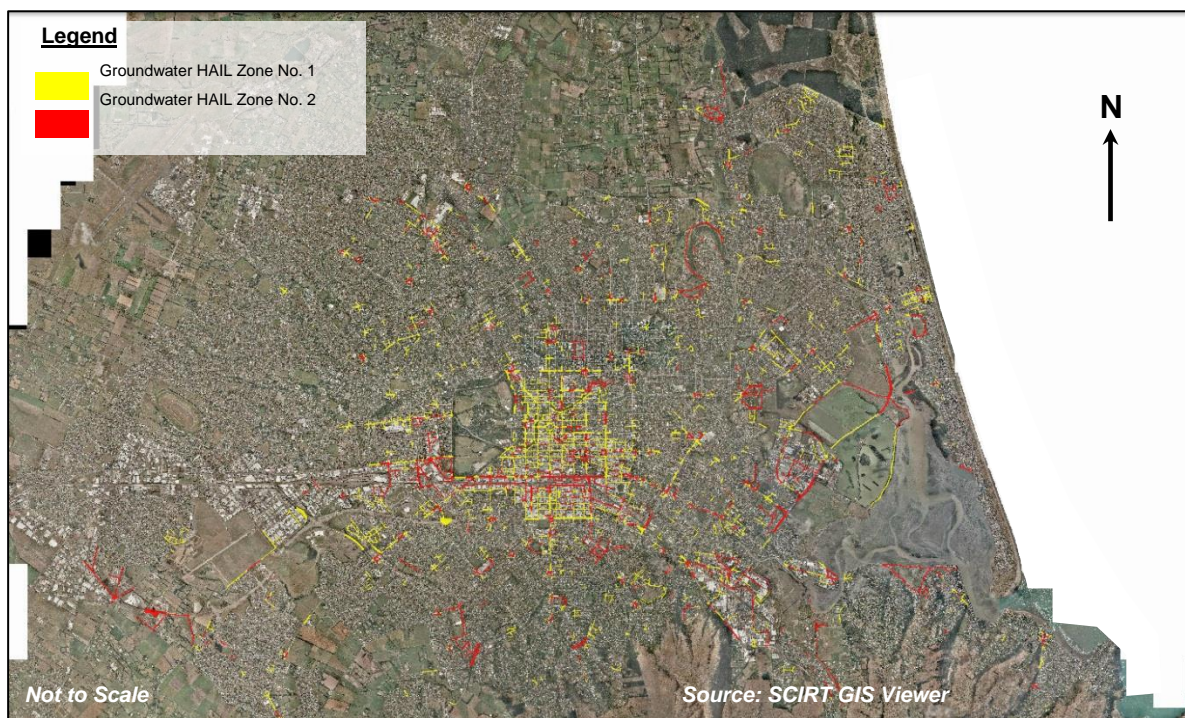 Legend
Groundwater HAIL Zone No. 1
Groundwater HAIL Zone No. 2
N
Not to Scale
Source: SCIRT GIS Viewer